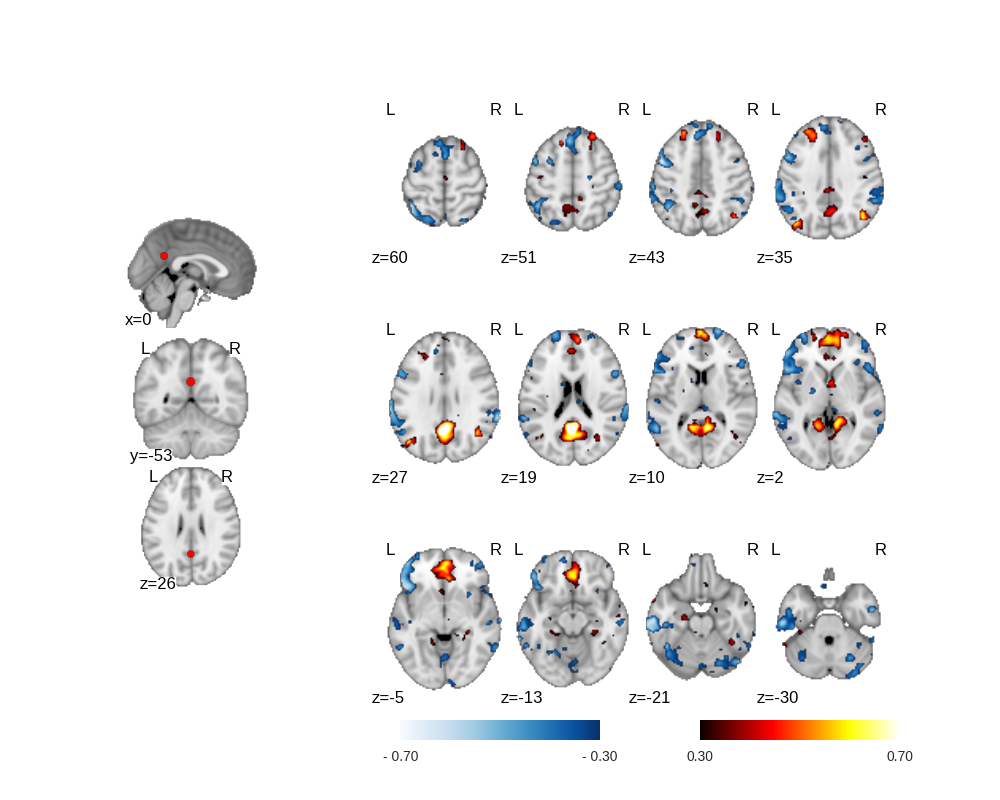 L R L R L R L R
z=60 z=51 z=43 z=35
x=0
L R L R L R L R
L R
y=-53
z=27 z=19 z=10 z=2
L R
z=26
L R L R L R L R
z=-5 z=-13 z=-21 z=-30
- 0.70 - 0.30 0.30 0.70